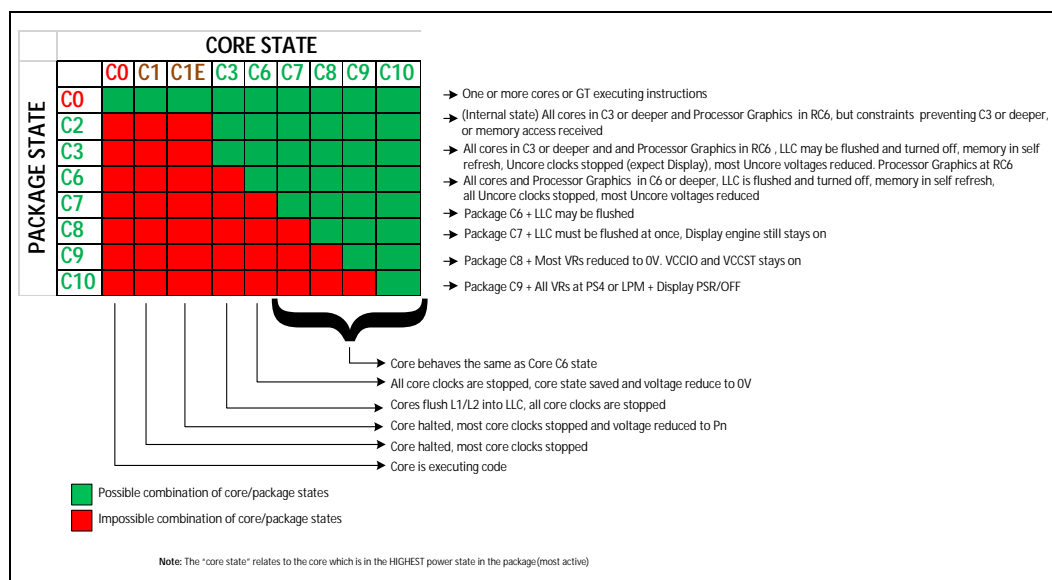 CORE STATE
C0 C1 C1E C3 C6 C7 C8 C9 C10
PACKAGE STATE
C0
C2
C3
C6
C7
C8
C9
C10
One or more cores or GT executing instructions
(Internal state) All cores in C3 or deeper and Processor Graphics in RC6, but constraints preventing C3 or deeper,
or memory access received
All cores in C3 or deeper and and Processor Graphics in RC6 , LLC may be flushed and turned off, memory in self
refresh, Uncore clocks stopped (expect Display), most Uncore voltages reduced. Processor Graphics at RC6
All cores and Processor Graphics in C6 or deeper, LLC is flushed and turned off, memory in self refresh,
all Uncore clocks stopped, most Uncore voltages reduced
Package C6 + LLC may be flushed
Package C7 + LLC must be flushed at once, Display engine still stays on
Package C8 + Most VRs reduced to 0V. VCCIO and VCCST stays on
Package C9 + All VRs at PS4 or LPM + Display PSR/OFF
Core behaves the same as Core C6 state
All core clocks are stopped, core state saved and voltage reduce to 0V
Cores flush L1/L2 into LLC, all core clocks are stopped
Core halted, most core clocks stopped and voltage reduced to Pn
Core halted, most core clocks stopped
Core is executing code
Possible combination of core/package states
Impossible combination of core/package states
Note: The "core state" relates to the core which is in the HIGHEST power state in the package(most active)